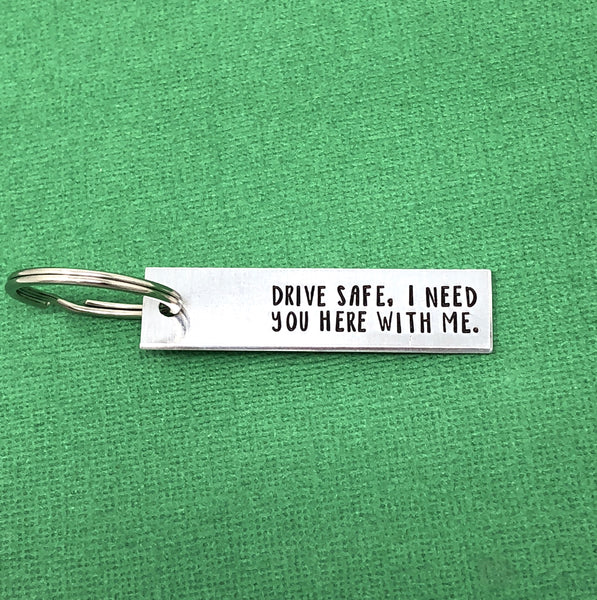 DRIVE SAFE, I NEED
YOU HERE WITH ME.